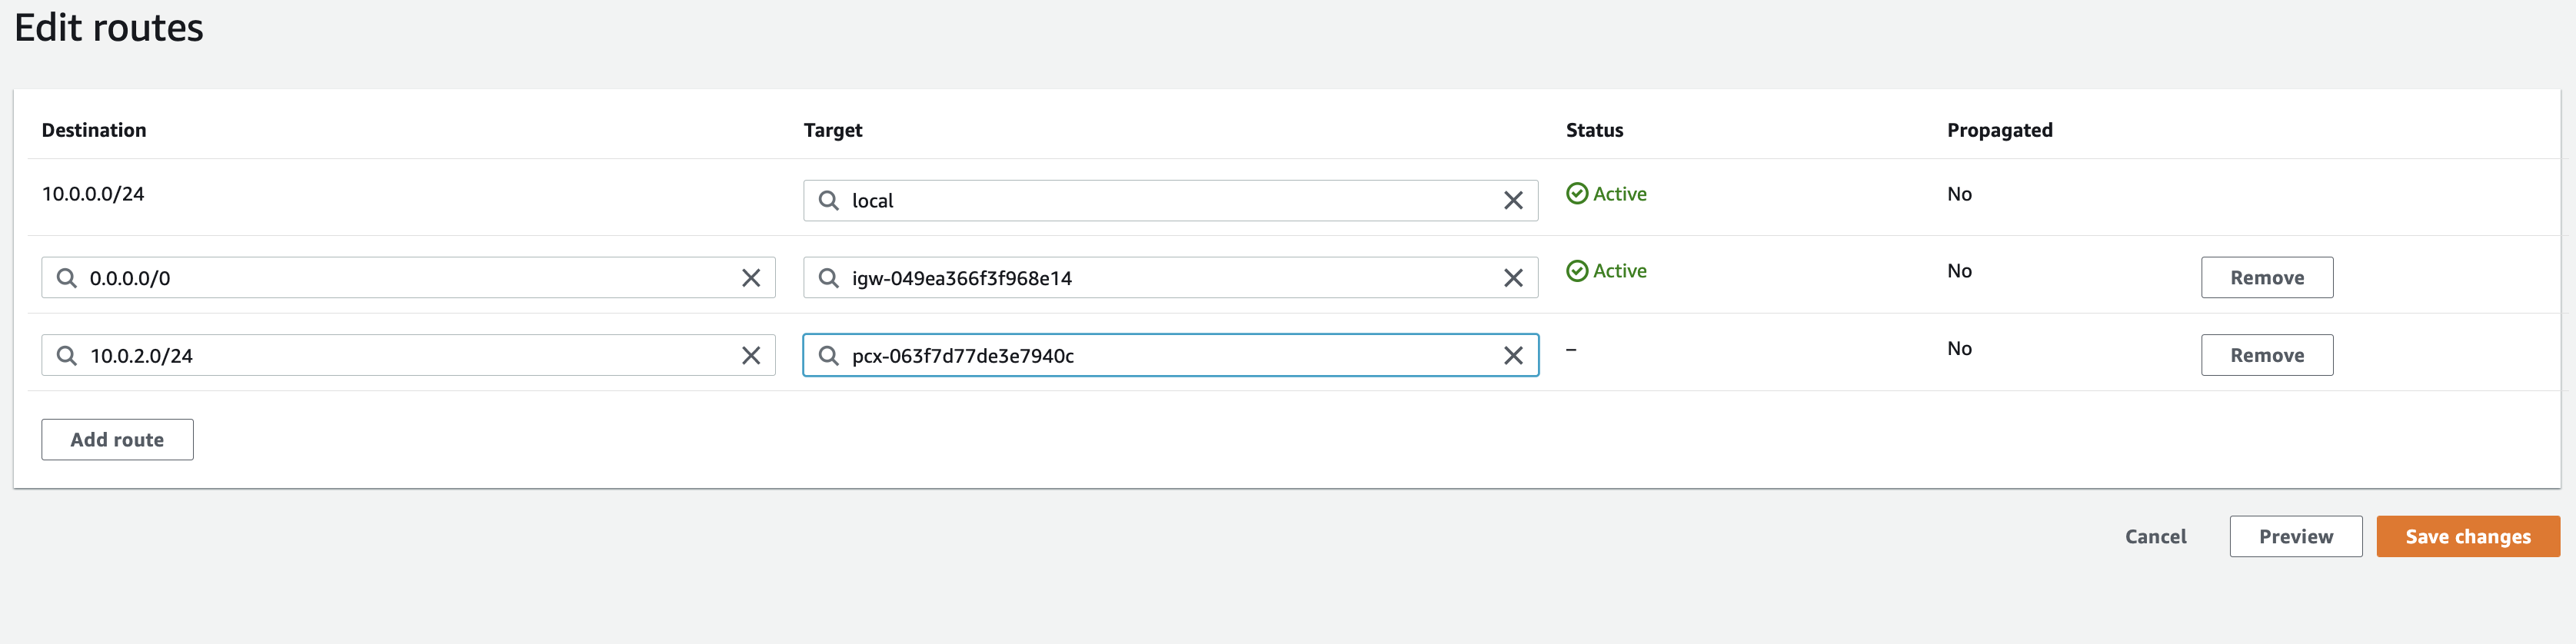 Edit routes
Destination Target Status Propagated
10.0.0.0/24 local Active No
0.0.0.0/0 igw-049ea366f3f968e14 Active No Remove
10.0.2.0/24 pcx-063f7d77de3e7940c – No Remove
Add route
Cancel Preview Save changes